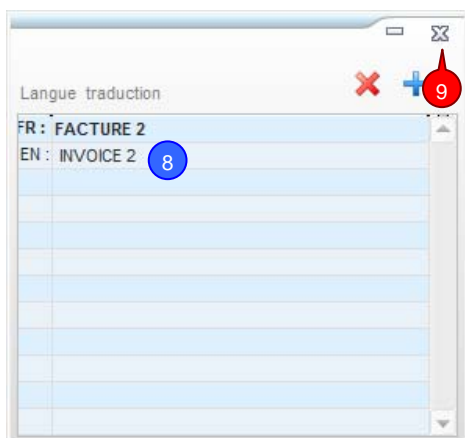 9
Langue traduction
FR : FACTURE 2
EN : INVOICE 2
8